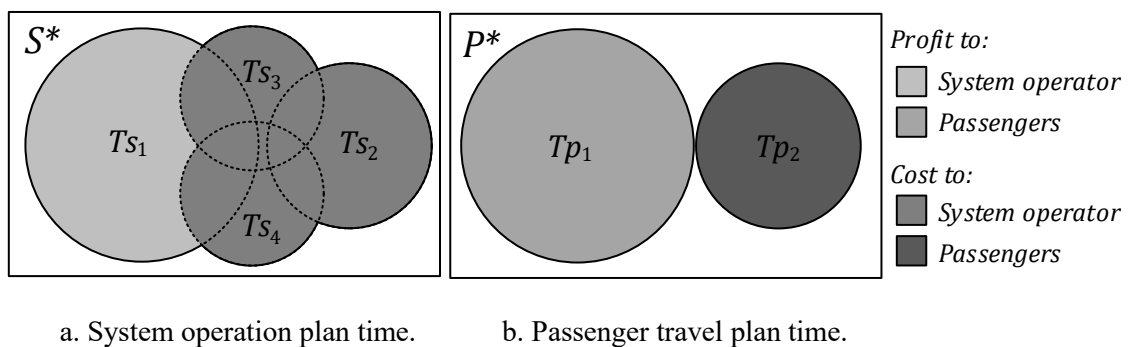 S*
Ts₁
Ts₃
Ts₂
Ts₄
P*
Tp₁
Tp₂
Profit to:
System operator
Passengers
Cost to:
System operator
Passengers
a. System operation plan time.
b. Passenger travel plan time.